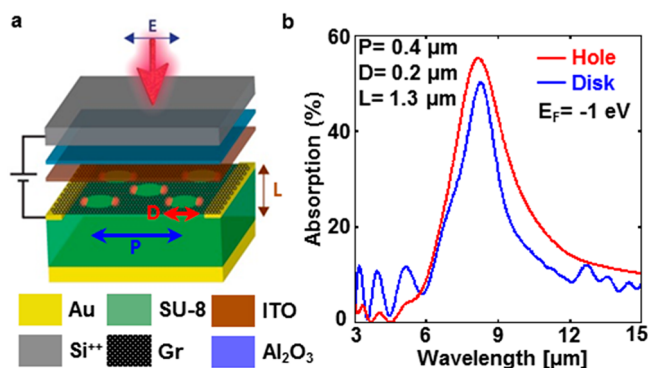 a
E
L
D
P
Au
SU-8
ITO
Si⁺⁺
Gr
Al₂O₃
b
P= 0.4 μm
D= 0.2 μm
L= 1.3 μm
Hole
Disk
E_F= -1 eV
Absorption (%)
60
40
20
0
3 6 9 12 15
Wavelength [μm]